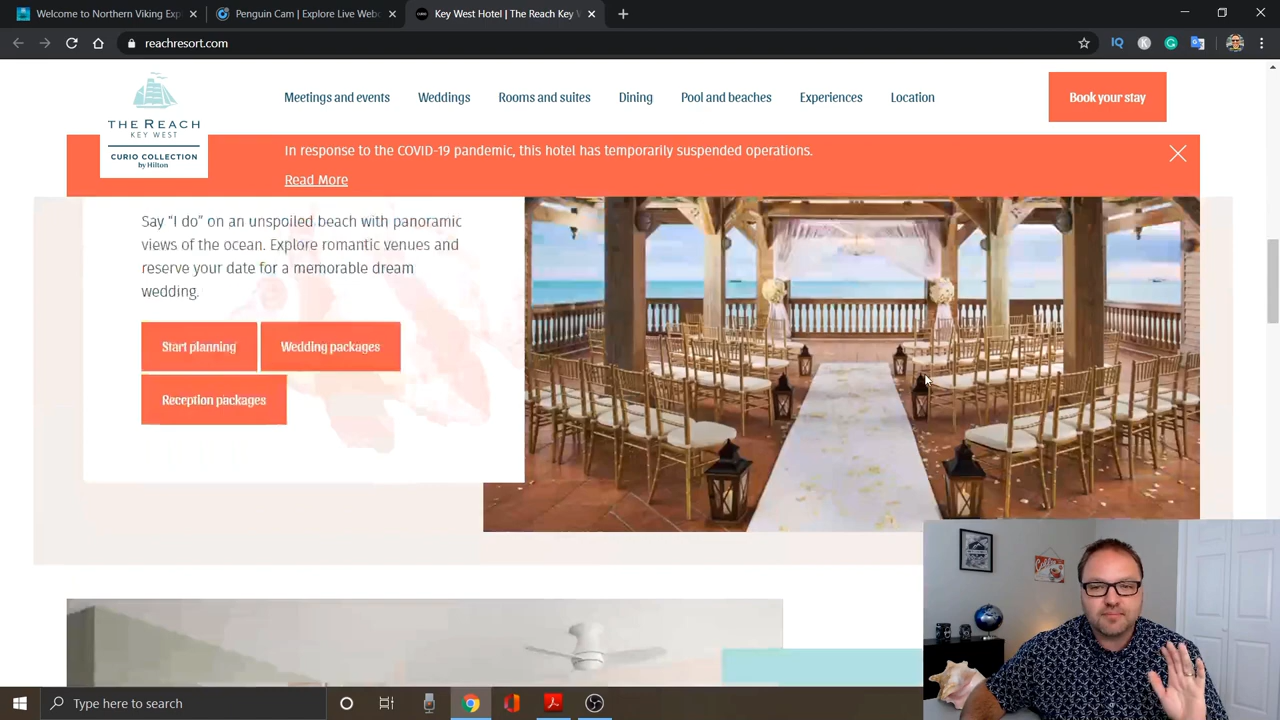 Welcome to Northern Viking Exp
Penguin Cam | Explore Live Web
Key West Hotel | The Reach Key W
reachresort.com
THE REACH
KEY WEST
CURIO COLLECTION
by Hilton
Meetings and events
Weddings
Rooms and suites
Dining
Pool and beaches
Experiences
Location
Book your stay
In response to the COVID-19 pandemic, this hotel has temporarily suspended operations.
Read More
Say “I do” on an unspoiled beach with panoramic
views of the ocean. Explore romantic venues and
reserve your date for a memorable dream
wedding.
Start planning
Wedding packages
Reception packages
Coffee
Type here to search